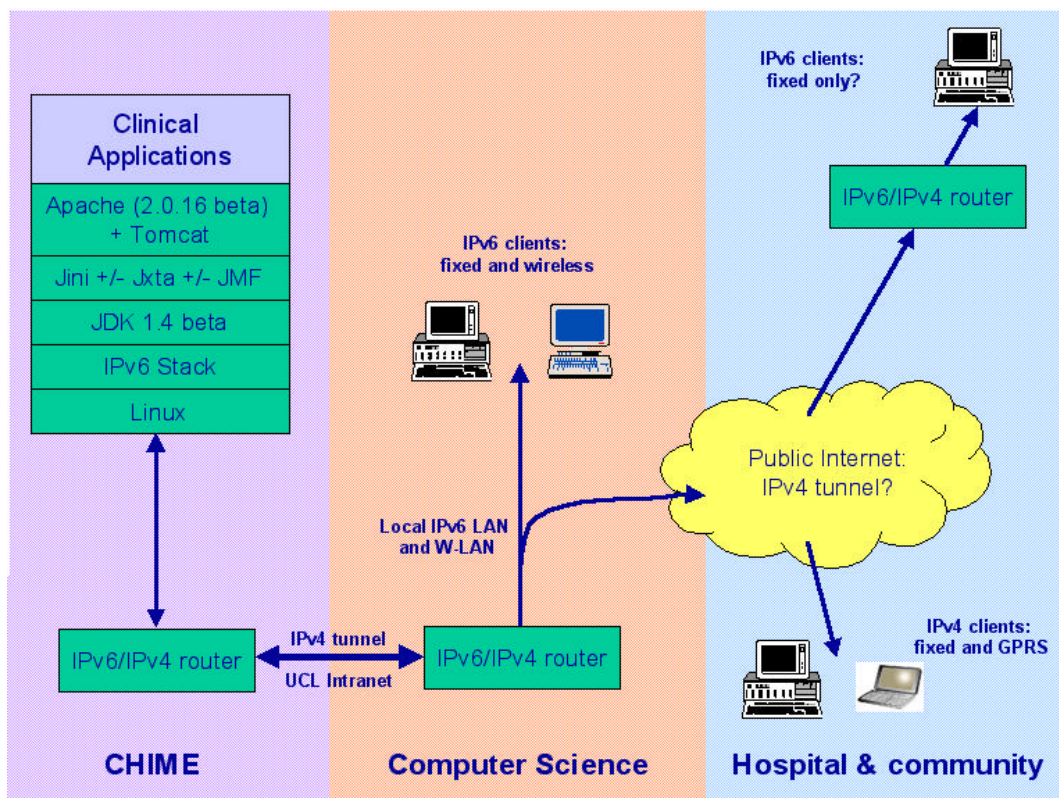 Clinical
Applications
Apache (2.0.16 beta)
+ Tomcat
Jini +/- Jxta +/- JMF
JDK 1.4 beta
IPv6 Stack
Linux
IPv6/IPv4 router
CHIME
IPv4 tunnel
UCL Intranet
IPv6 clients:
fixed and wireless
Local IPv6 LAN
and W-LAN
IPv6/IPv4 router
Computer Science
IPv6 clients:
fixed only?
IPv6/IPv4 router
Public Internet:
IPv4 tunnel?
IPv4 clients:
fixed and GPRS
Hospital & community